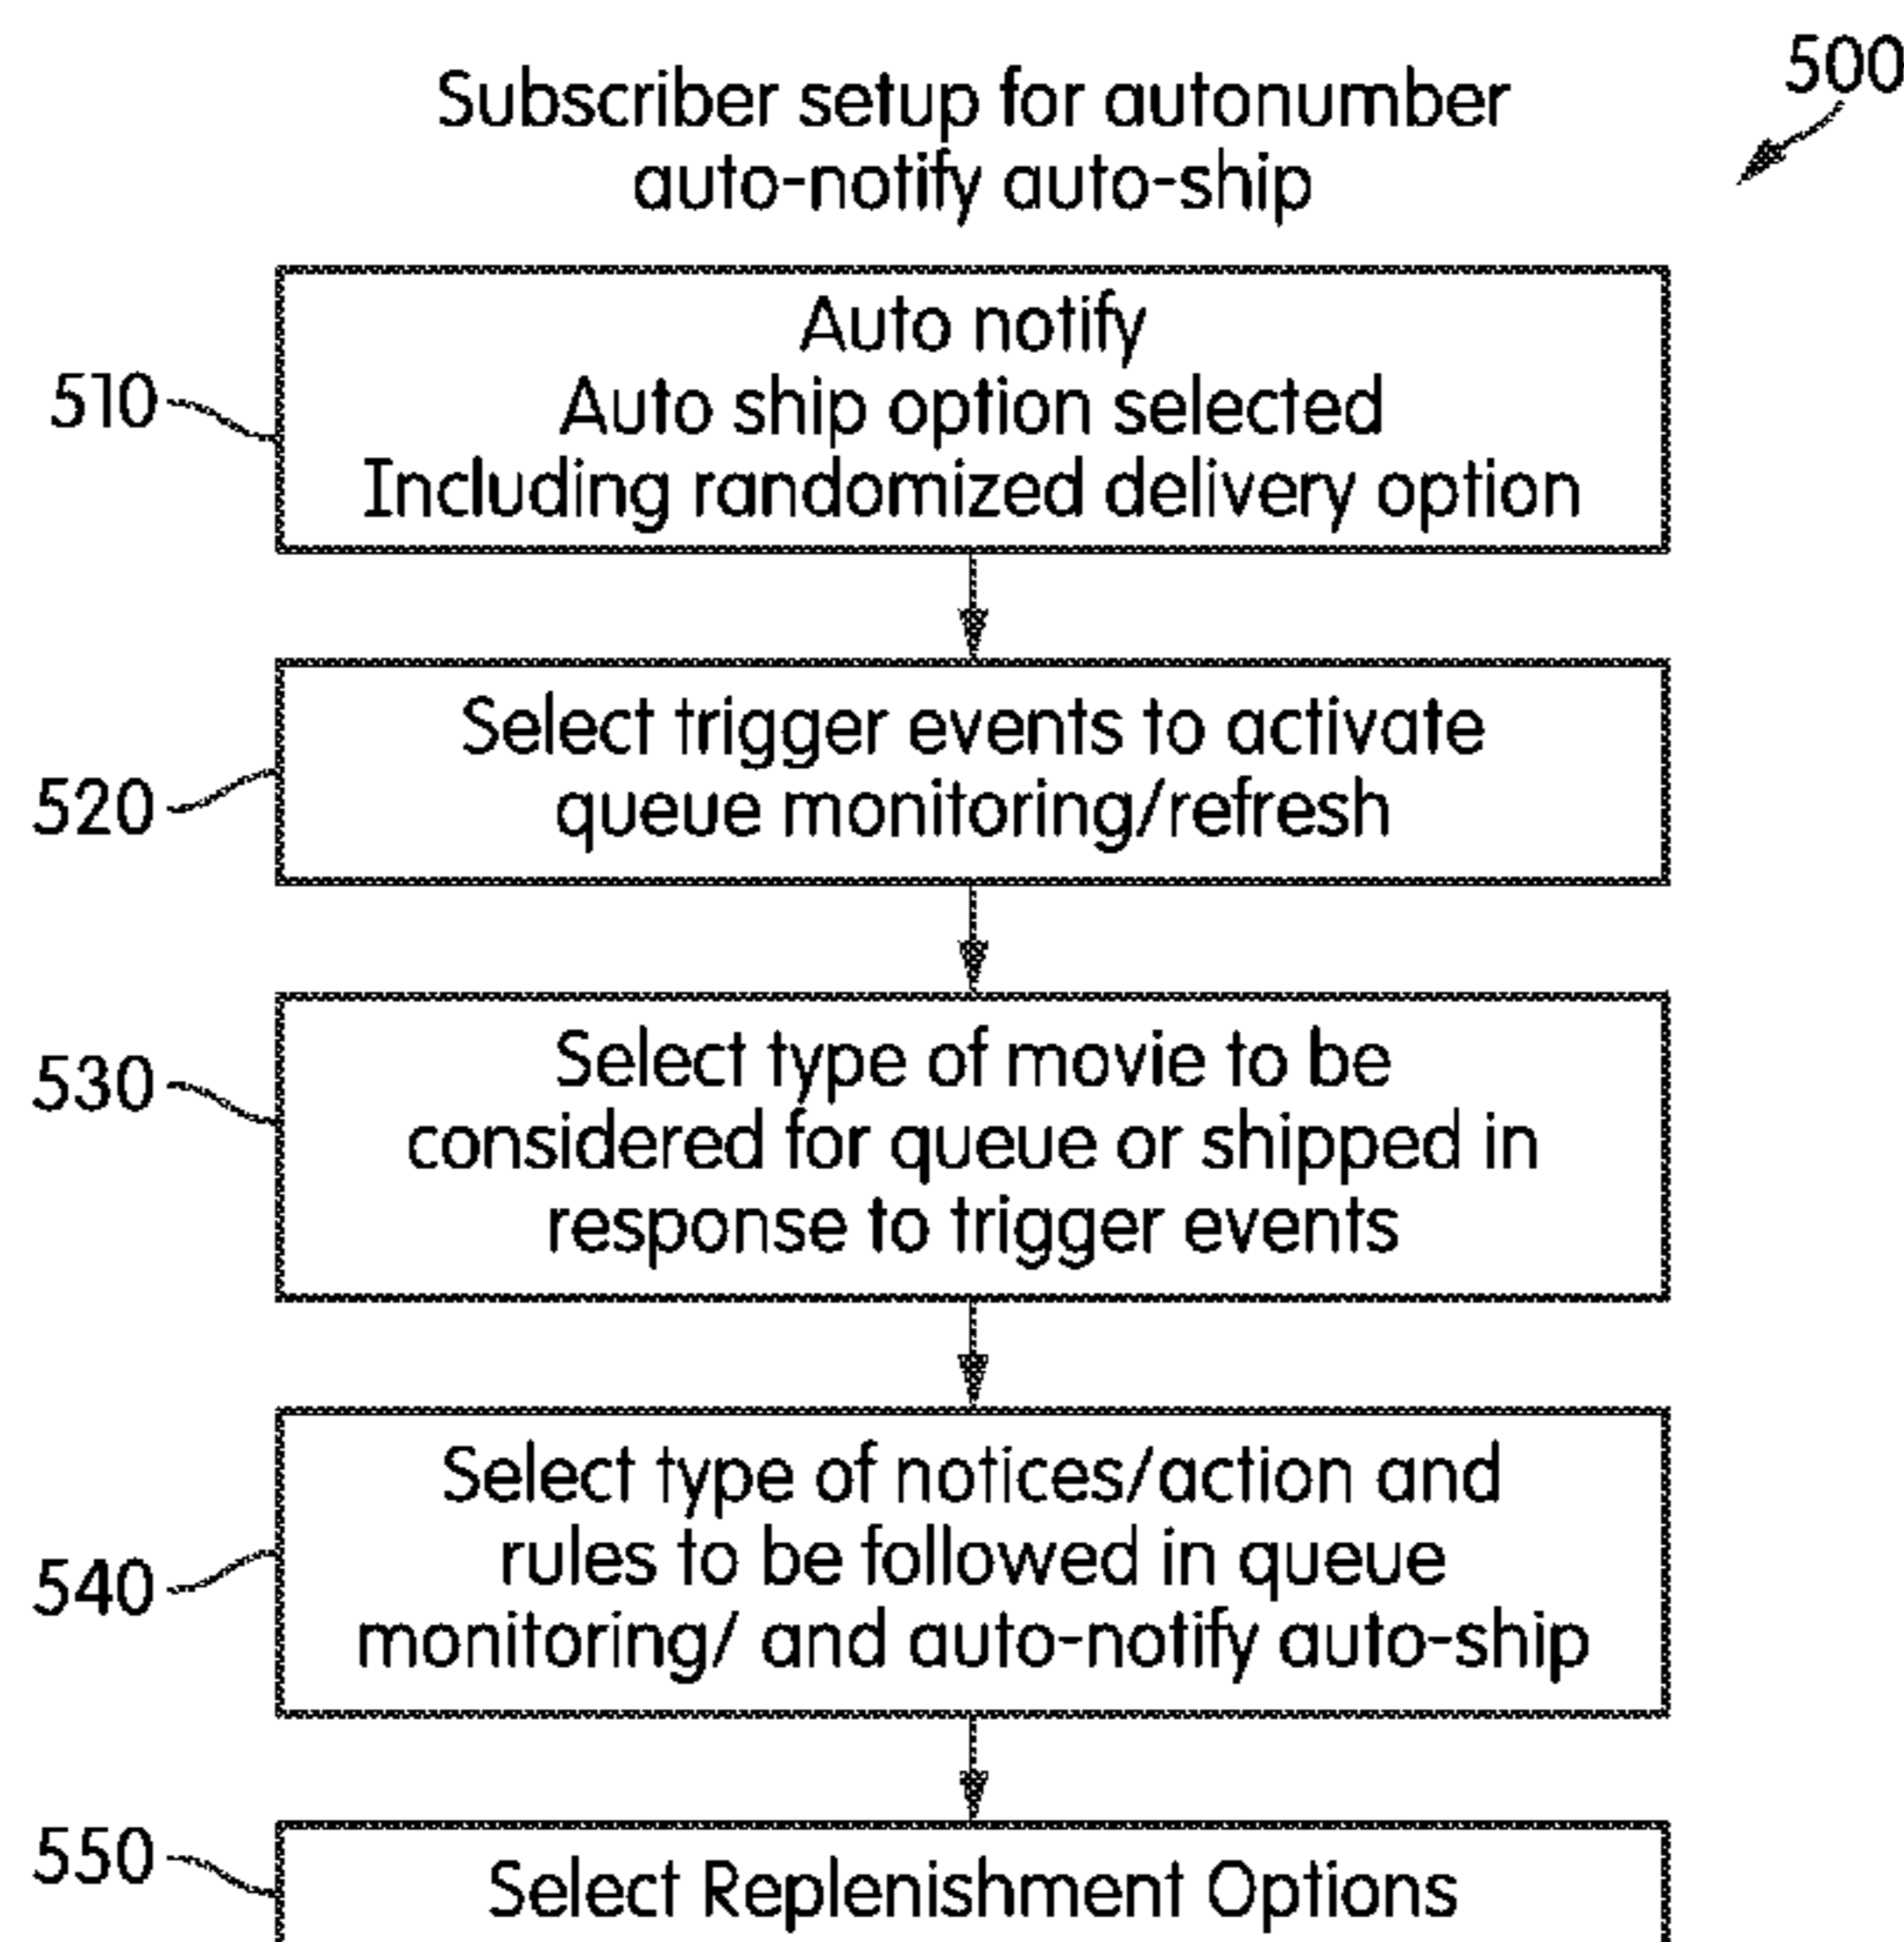 500
Subscriber setup for autonumber
auto-notify auto-ship
510
Auto notify
Auto ship option selected
Including randomized delivery option
520
Select trigger events to activate
queue monitoring/refresh
530
Select type of movie to be
considered for queue or shipped in
response to trigger events
540
Select type of notices/action and
rules to be followed in queue
monitoring/ and auto-notify auto-ship
550
Select Replenishment Options